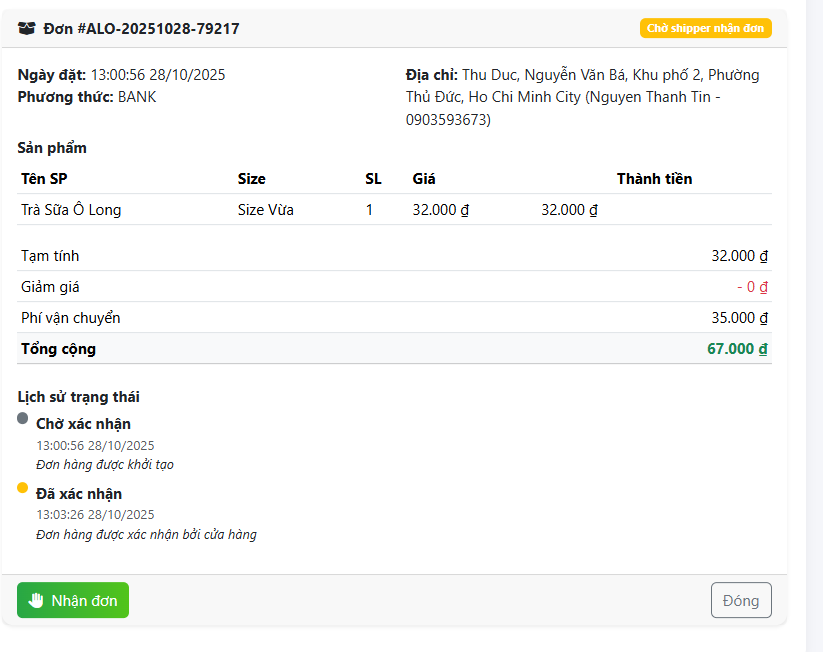 Đơn #ALO-20251028-79217
Chờ shipper nhận đơn
Ngày đặt: 13:00:56 28/10/2025
Phương thức: BANK
Địa chỉ: Thu Duc, Nguyễn Văn Bá, Khu phố 2, Phường
Thủ Đức, Ho Chi Minh City (Nguyen Thanh Tin -
0903593673)
Sản phẩm
Tên SP Size SL Giá Thành tiền
Trà Sữa Ô Long Size Vừa 1 32.000 ₫ 32.000 ₫
Tạm tính 32.000 ₫
Giảm giá - 0 ₫
Phí vận chuyển 35.000 ₫
Tổng cộng 67.000 ₫
Lịch sử trạng thái
Chờ xác nhận
13:00:56 28/10/2025
Đơn hàng được khởi tạo
Đã xác nhận
13:03:26 28/10/2025
Đơn hàng được xác nhận bởi cửa hàng
Nhận đơn
Đóng